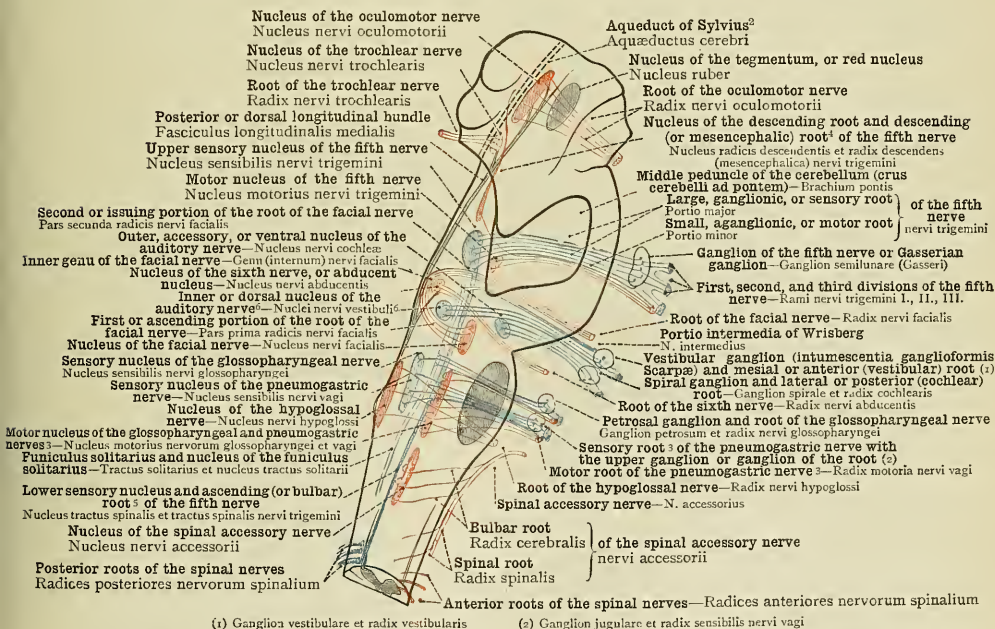 Nucleus of the oculomotor nerve
Nucleus nervi oculomotorii
Nucleus of the trochlear nerve
Nucleus nervi trochlearis
Root of the trochlear nerve
Radix nervi trochlearis
Posterior or dorsal longitudinal bundle
Fasciculus longitudinalis medialis
Upper sensory nucleus of the fifth nerve
Nucleus sensibilis nervi trigemini
Motor nucleus of the fifth nerve
Nucleus motorius nervi trigemini
Second or issuing portion of the root of the facial nerve
Pars secunda radicis nervi facialis
Outer, accessory, or ventral nucleus of the
auditory nerve—Nucleus nervi cochleæ
Inner genu of the facial nerve—Genu (internum) nervi facialis
Nucleus of the sixth nerve, or abducent
nucleus—Nucleus nervi abducentis
Inner or dorsal nucleus of the
auditory nerve⁶—Nuclei nervi vestibuli⁶
First or ascending portion of the root of the
facial nerve—Pars prima radicis nervi facialis
Nucleus of the facial nerve—Nucleus nervi facialis
Sensory nucleus of the glossopharyngeal nerve
Nucleus sensibilis nervi glossopharyngei
Sensory nucleus of the pneumogastric
nerve—Nucleus sensibilis nervi vagi
Nucleus of the hypoglossal
nerve—Nucleus nervi hypoglossi
Motor nucleus of the glossopharyngeal and pneumogastric
nerves 3—Nucleus motorius nervorum glossopharyngei et vagi
Funiculus solitarius and nucleus of the funiculus
solitarius—Tractus solitarius et nucleus tractus solitarii
Lower sensory nucleus and ascending (or bulbar)
root⁵ of the fifth nerve
Nucleus tractus spinalis et tractus spinalis nervi trigemini
Nucleus of the spinal accessory nerve
Nucleus nervi accessorii
Posterior roots of the spinal nerves
Radices posteriores nervorum spinalium
Aqueduct of Sylvius²
Aquæductus cerebri
Nucleus of the tegmentum, or red nucleus
Nucleus ruber
Root of the oculomotor nerve
Radix nervi oculomotorii
Nucleus of the descending root and descending
(or mesencephalic) root⁴ of the fifth nerve
Nucleus radicis descendentis et radix descendens
(mesencephalica) nervi trigemini
Middle peduncle of the cerebellum (crus
cerebelli ad pontem)—Brachium pontis
Large, ganglionic, or sensory root
Portio major
Small, aganglionic, or motor root
Portio minor
of the fifth
nerve
nervi trigemini
Ganglion of the fifth nerve or Gasserian
ganglion—Ganglion semilunare (Gasseri)
First, second, and third divisions of the fifth
nerve—Rami nervi trigemini I., II., III.
Root of the facial nerve—Radix nervi facialis
Portio intermedia of Wrisberg
N. intermedius
Vestibular ganglion (intumescentia ganglioformis
Scarpæ) and mesial or anterior (vestibular) root (1)
Spiral ganglion and lateral or posterior (cochlear)
root—Ganglion spirale et radix cochlearis
Root of the sixth nerve—Radix nervi abducentis
Petrosal ganglion and root of the glossopharyngeal nerve
Ganglion petrosum et radix nervi glossopharyngei
Sensory root 3 of the pneumogastric nerve with
the upper ganglion or ganglion of the root (2)
Motor root of the pneumogastric nerve 3—Radix motoria nervi vagi
Root of the hypoglossal nerve—Radix nervi hypoglossi
Spinal accessory nerve—N. accessorius
Bulbar root
Radix cerebralis
Spinal root
Radix spinalis
of the spinal accessory nerve
nervi accessorii
Anterior roots of the spinal nerves—Radices anteriores nervorum spinalium
(1) Ganglion vestibulare et radix vestibularis (2) Ganglion jugulare et radix sensibilis nervi vagi